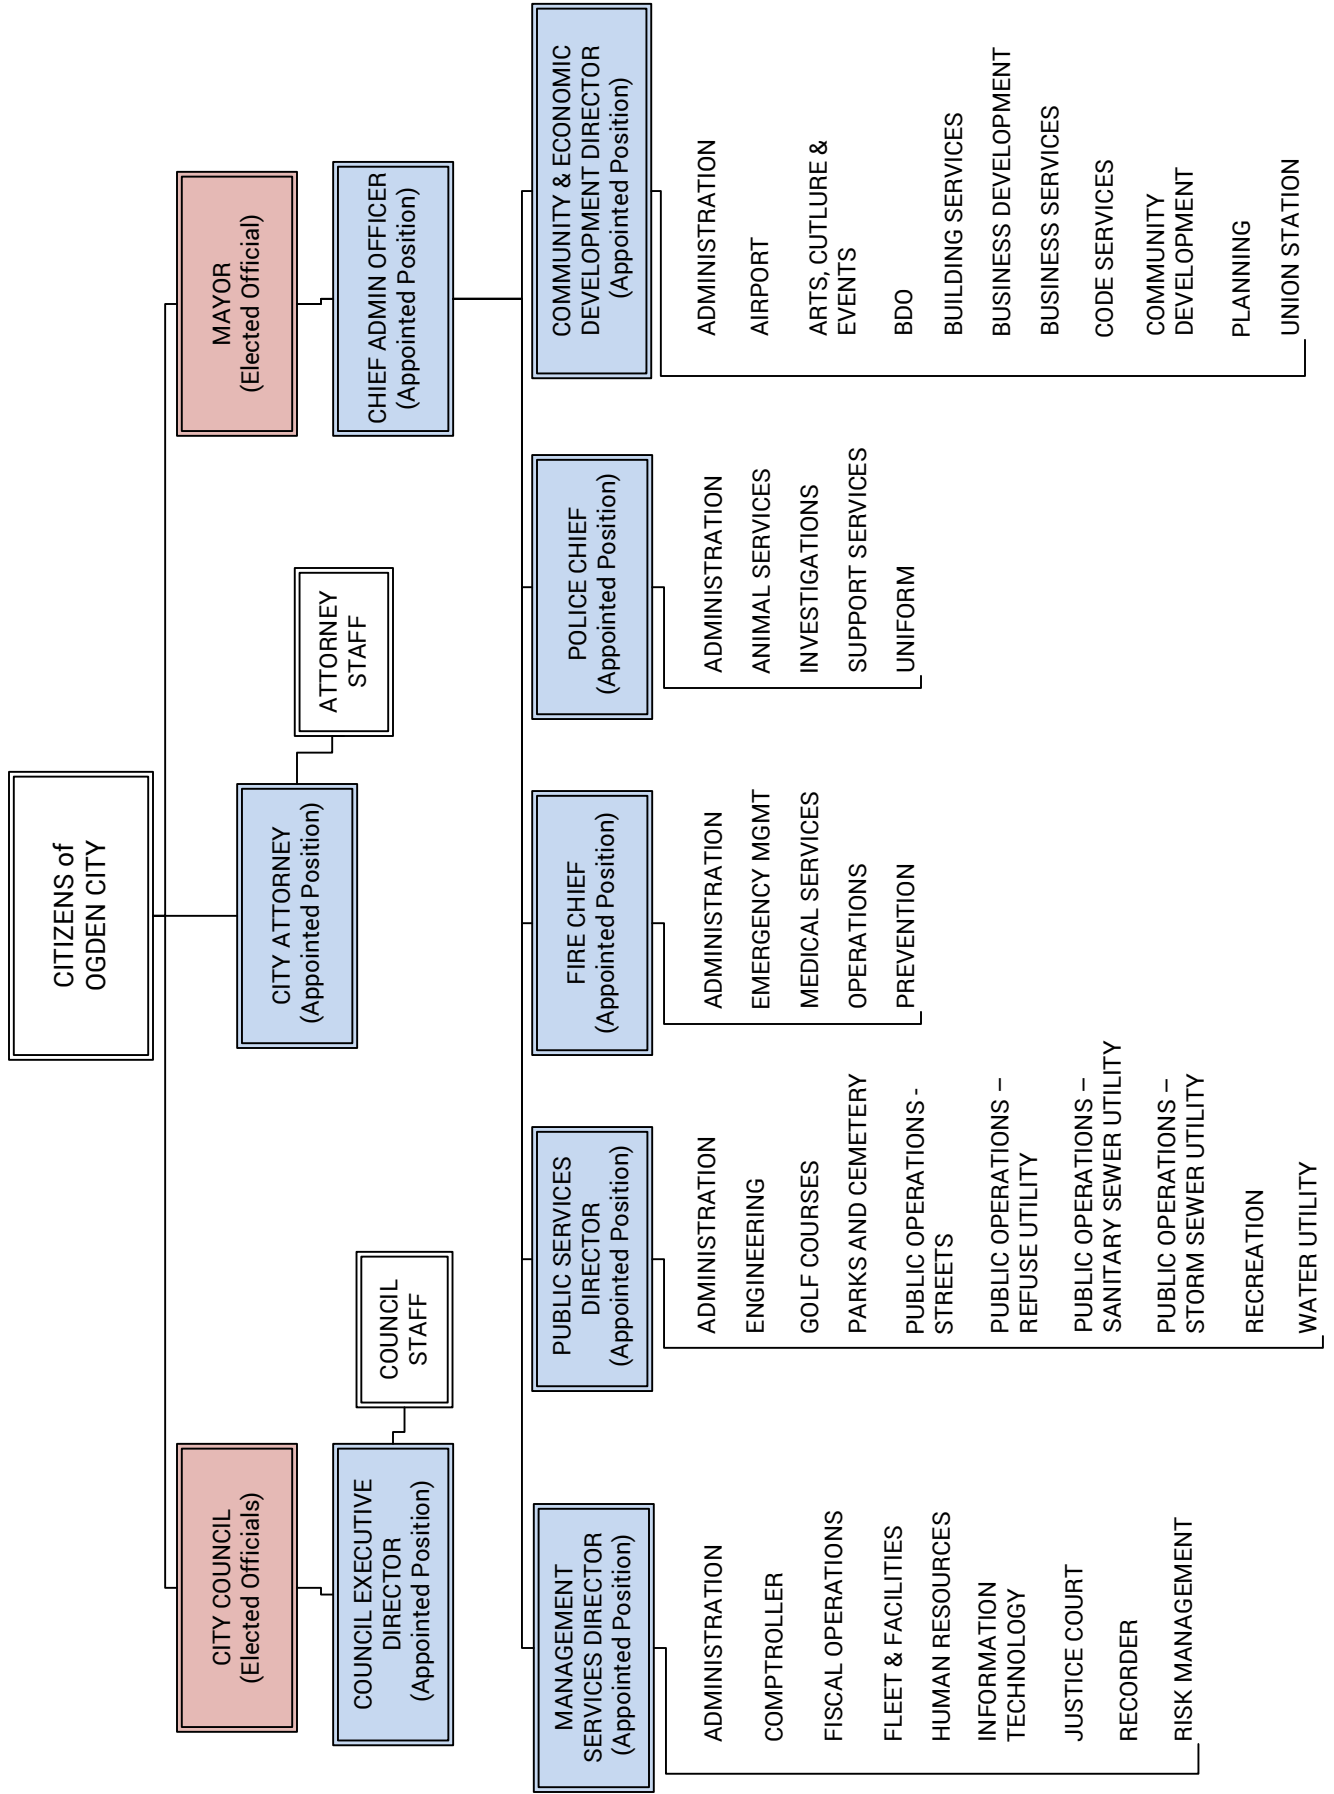 CITIZENS of
OGDEN CITY
CITY COUNCIL
(Elected Officials)
MAYOR
(Elected Official)
CITY ATTORNEY
(Appointed Position)
ATTORNEY
STAFF
COUNCIL EXECUTIVE
DIRECTOR
(Appointed Position)
COUNCIL
STAFF
CHIEF ADMIN OFFICER
(Appointed Position)
MANAGEMENT
SERVICES DIRECTOR
(Appointed Position)
ADMINISTRATION
COMPTROLLER
FISCAL OPERATIONS
FLEET & FACILITIES
HUMAN RESOURCES
INFORMATION
TECHNOLOGY
JUSTICE COURT
RECORDER
RISK MANAGEMENT
PUBLIC SERVICES
DIRECTOR
(Appointed Position)
ADMINISTRATION
ENGINEERING
GOLF COURSES
PARKS AND CEMETERY
PUBLIC OPERATIONS -
STREETS
PUBLIC OPERATIONS –
REFUSE UTILITY
PUBLIC OPERATIONS –
SANITARY SEWER UTILITY
PUBLIC OPERATIONS –
STORM SEWER UTILITY
RECREATION
WATER UTILITY
FIRE CHIEF
(Appointed Position)
ADMINISTRATION
EMERGENCY MGMT
MEDICAL SERVICES
OPERATIONS
PREVENTION
POLICE CHIEF
(Appointed Position)
ADMINISTRATION
ANIMAL SERVICES
INVESTIGATIONS
SUPPORT SERVICES
UNIFORM
COMMUNITY & ECONOMIC
DEVELOPMENT DIRECTOR
(Appointed Position)
ADMINISTRATION
AIRPORT
ARTS, CUTLURE &
EVENTS
BDO
BUILDING SERVICES
BUSINESS DEVELOPMENT
BUSINESS SERVICES
CODE SERVICES
COMMUNITY
DEVELOPMENT
PLANNING
UNION STATION